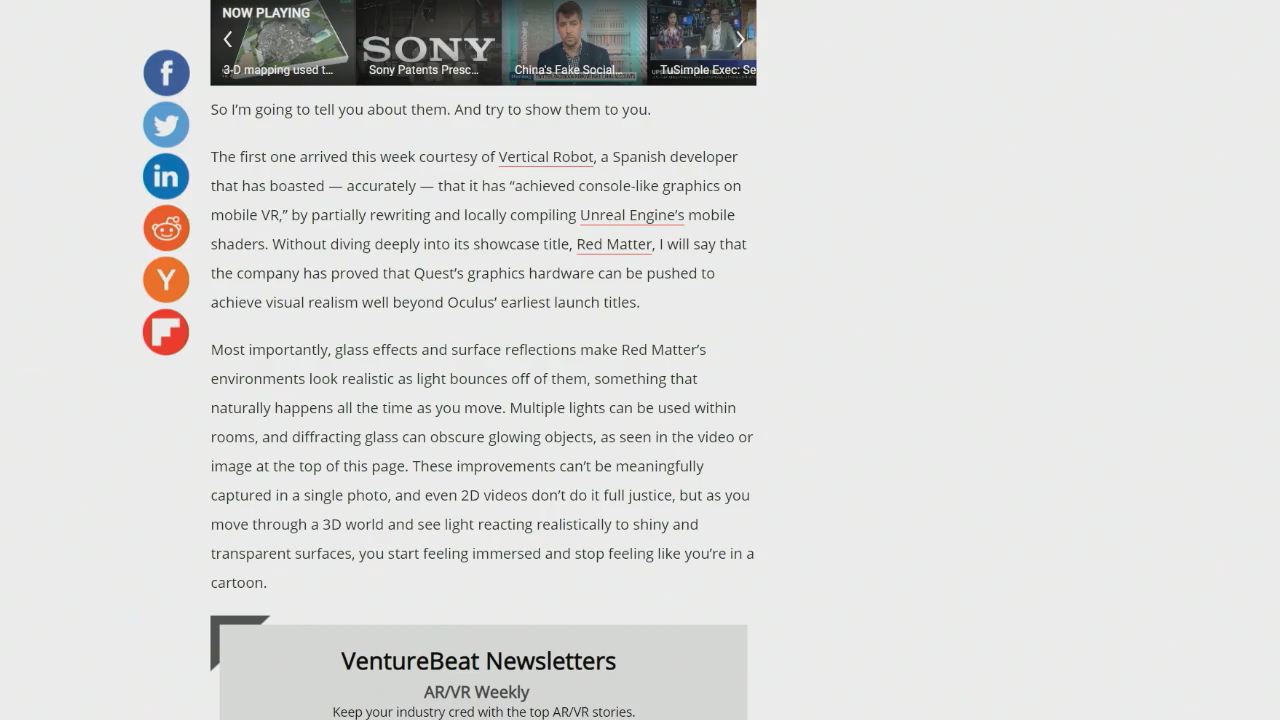 NOW PLAYING
3-D mapping used t...
SONY
Sony Patents Presc...
China's Fake Social...
TuSimple Exec: Se
So I’m going to tell you about them. And try to show them to you.
The first one arrived this week courtesy of Vertical Robot, a Spanish developer
that has boasted — accurately — that it has “achieved console-like graphics on
mobile VR,” by partially rewriting and locally compiling Unreal Engine’s mobile
shaders. Without diving deeply into its showcase title, Red Matter, I will say that
the company has proved that Quest’s graphics hardware can be pushed to
achieve visual realism well beyond Oculus’ earliest launch titles.
Most importantly, glass effects and surface reflections make Red Matter’s
environments look realistic as light bounces off of them, something that
naturally happens all the time as you move. Multiple lights can be used within
rooms, and diffracting glass can obscure glowing objects, as seen in the video or
image at the top of this page. These improvements can’t be meaningfully
captured in a single photo, and even 2D videos don’t do it full justice, but as you
move through a 3D world and see light reacting realistically to shiny and
transparent surfaces, you start feeling immersed and stop feeling like you’re in a
cartoon.
VentureBeat Newsletters
AR/VR Weekly
Keep your industry cred with the top AR/VR stories.